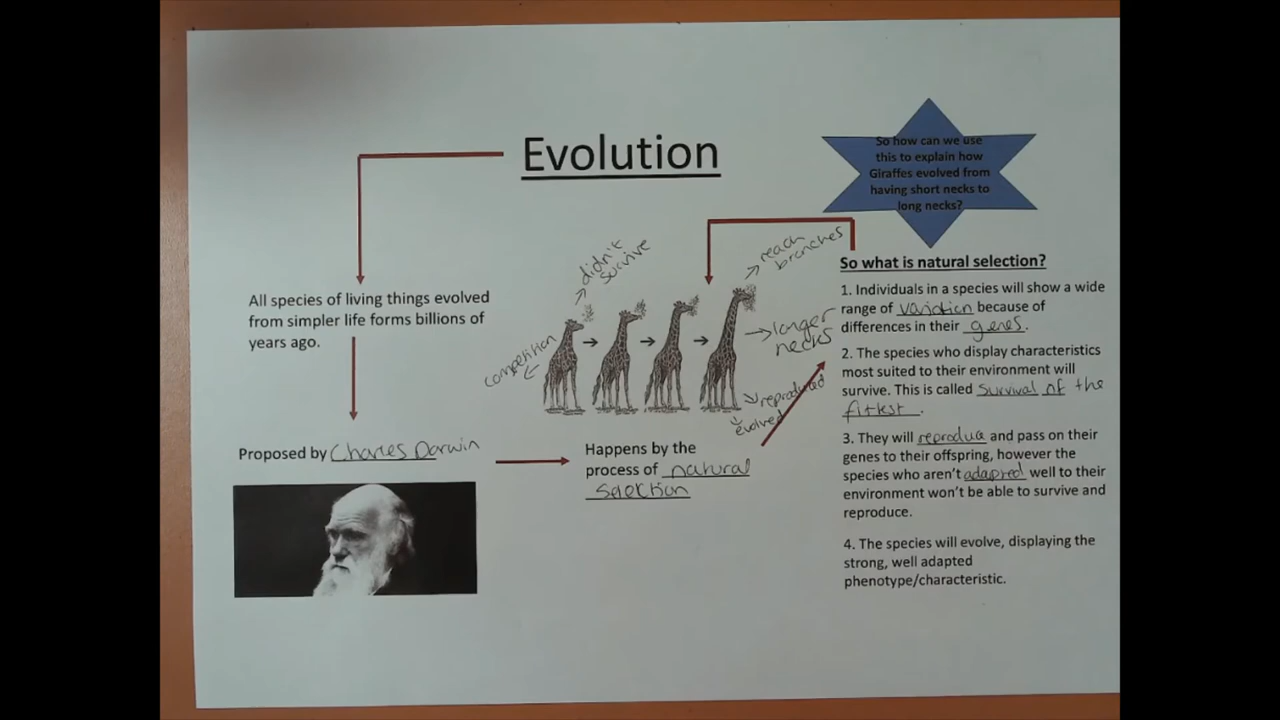 Evolution
So how can we use
this to explain how
Giraffes evolved from
having short necks to
long necks?
All species of living things evolved
from simpler life forms billions of
years ago.
Proposed by Charles Darwin
Happens by the
process of natural
selection
competition
didn't
survive
reach
branches
longer
necks
reproduced
evolved
So what is natural selection?
1. Individuals in a species will show a wide
range of variation because of
differences in their genes.
2. The species who display characteristics
most suited to their environment will
survive. This is called survival of the
fittest.
3. They will reproduce and pass on their
genes to their offspring, however the
species who aren't adapted well to their
environment won't be able to survive and
reproduce.
4. The species will evolve, displaying the
strong, well adapted
phenotype/characteristic.